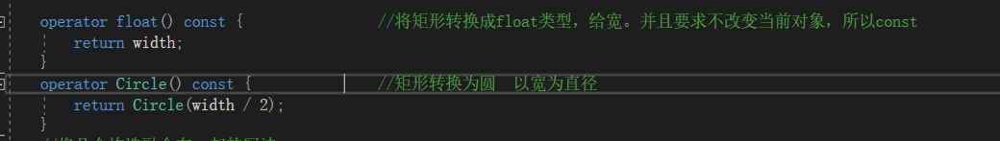 operator float() const { //将矩形转换成float类型，给宽。并且要求不改变当前对象，所以const
return width;
}
operator Circle() const { //矩形转换为圆 以宽为直径
return Circle(width / 2);
}